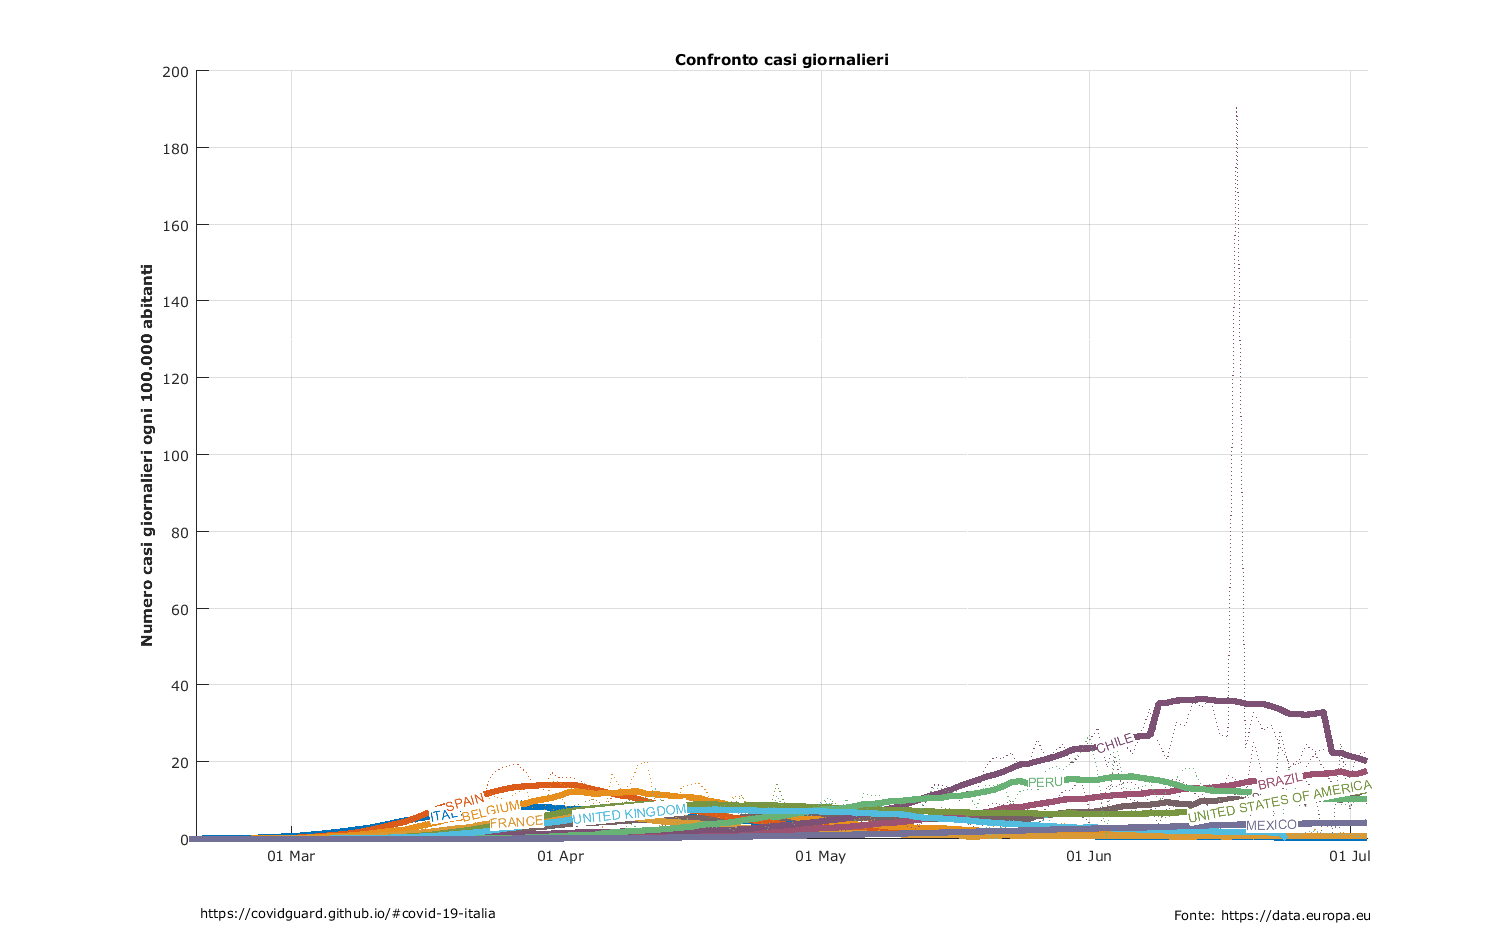 Confronto casi giornalieri
Numero casi giornalieri ogni 100.000 abitanti
200
180
160
140
120
100
80
60
40
20
0
CHILE
PERU
BRAZIL
SPAIN
BELGIUM
ITAL
FRANCE
UNITED KINGDOM
UNITED STATES OF AMERICA
MEXICO
01 Mar
01 Apr
01 May
01 Jun
01 Jul
https://covidguard.github.io/#covid-19-italia
Fonte: https://data.europa.eu